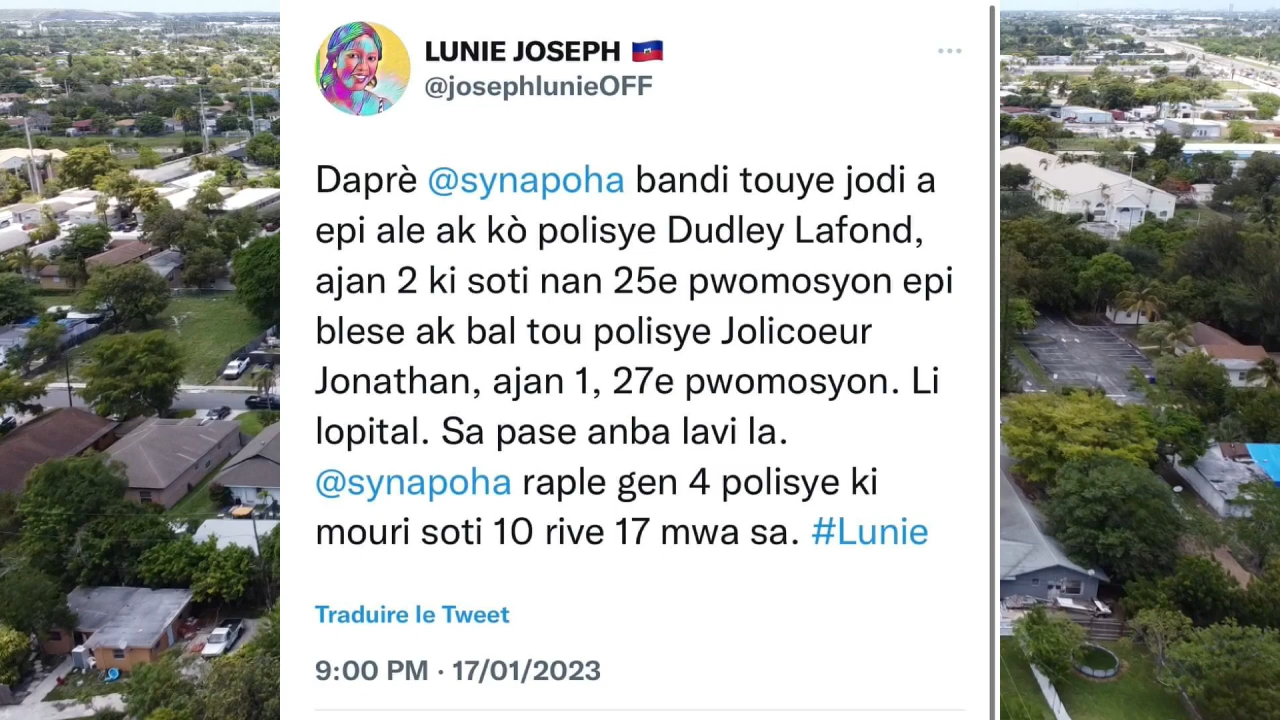 LUNIE JOSEPH 🇭🇹
@josephlunieOFF
Daprè @synapoha bandi touye jodi a
epi ale ak kò polisye Dudley Lafond,
ajan 2 ki soti nan 25e pwomosyon epi
blese ak bal tou polisye Jolicoeur
Jonathan, ajan 1, 27e pwomosyon. Li
lopital. Sa pase anba lavi la.
@synapoha raple gen 4 polisye ki
mouri soti 10 rive 17 mwa sa. #Lunie
Traduire le Tweet
9:00 PM · 17/01/2023